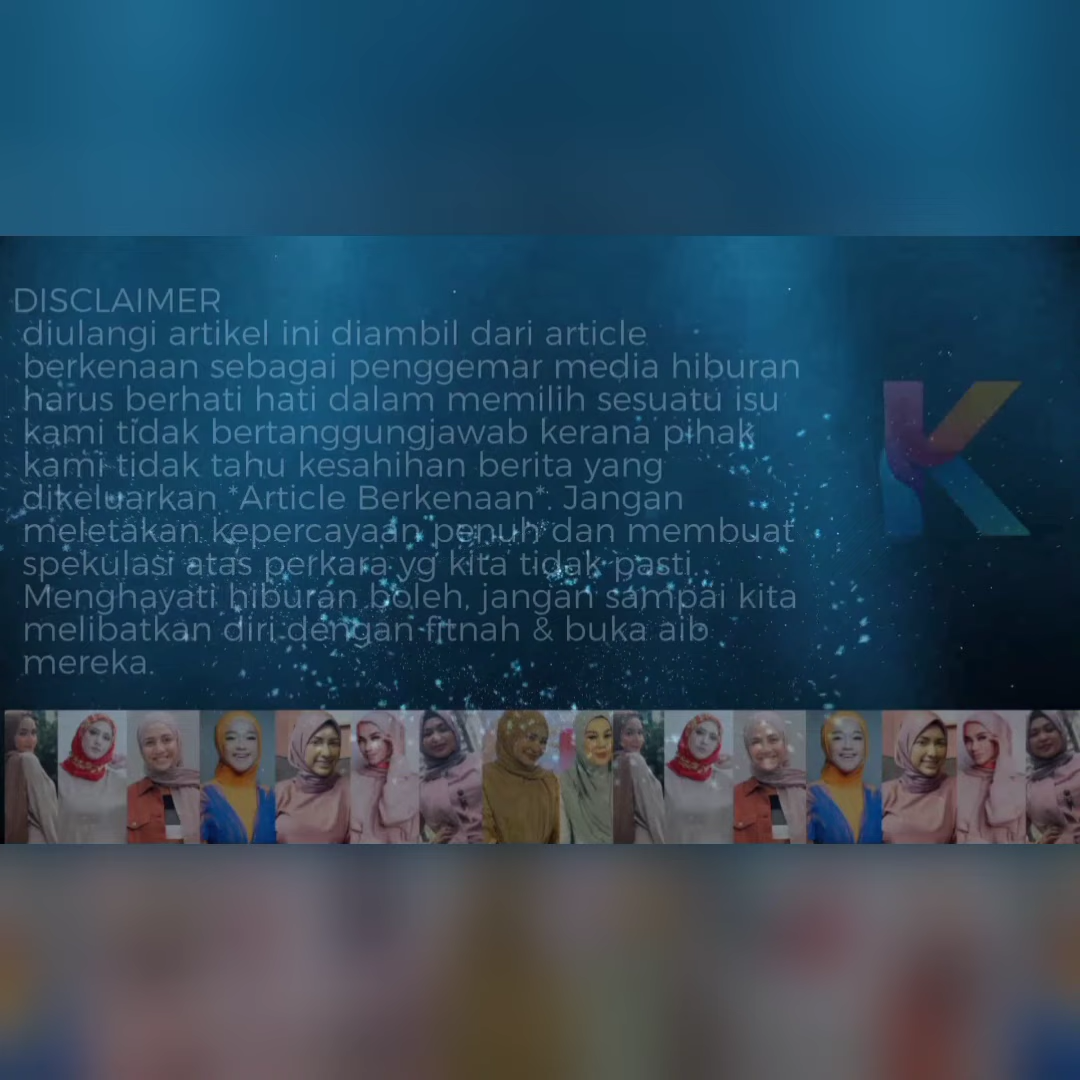 DISCLAIMER
diulangi artikel ini diambil dari article
berkenaan sebagai penggemar media hiburan
harus berhati hati dalam memilih sesuatu isu
kami tidak bertanggungjawab kerana pihak
kami tidak tahu kesahihan berita yang
dikeluarkan *Article Berkenaan*. Jangan
meletakan kepercayaan penuh dan membuat
spekulasi atas perkara yg kita tidak pasti.
Menghayati hiburan boleh, jangan sampai kita
melibatkan diri dengan fitnah & buka aib
mereka.
K